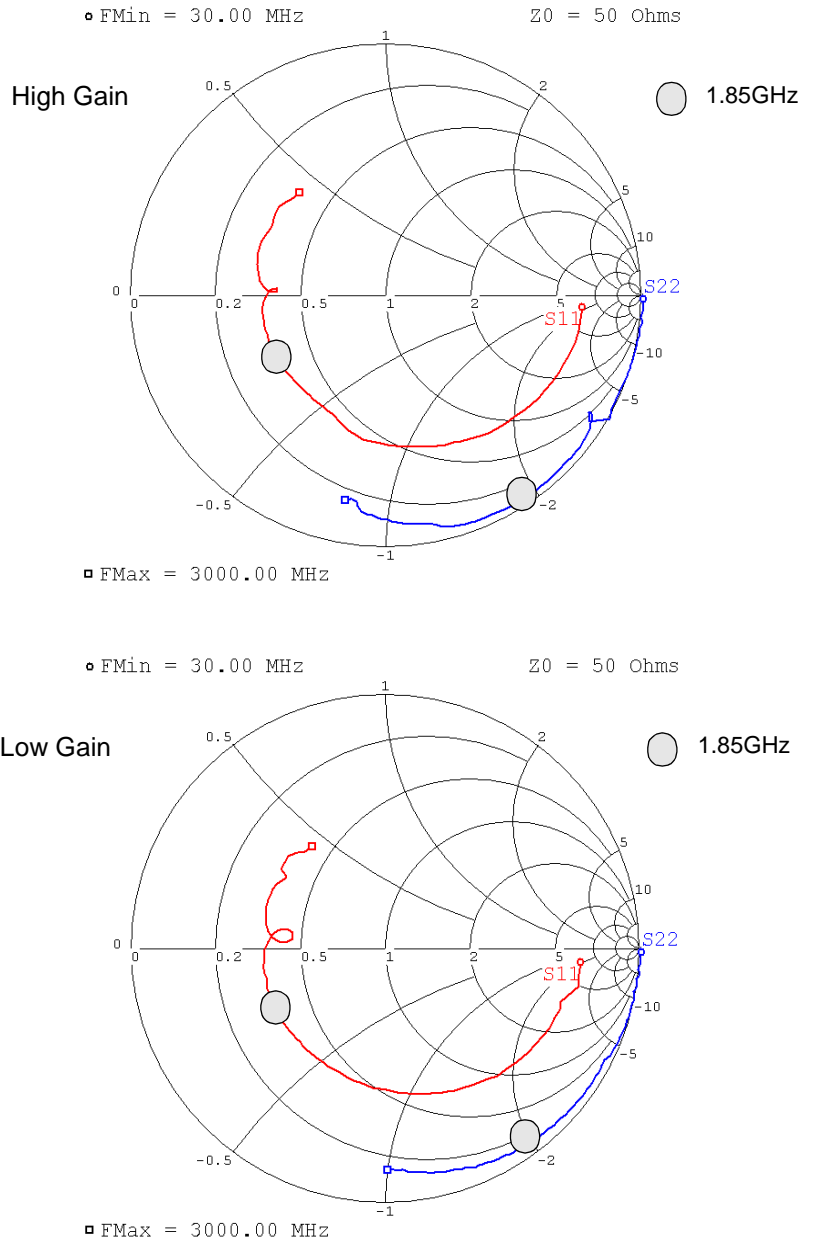 FMin = 30.00 MHz Z0 = 50 Ohms
High Gain
1.85GHz
1
0.5 2
5
10
S22
0 0 0.2 0.5 1 2 5
S11
-10
-5
-0.5 -2
-1
FMax = 3000.00 MHz
FMin = 30.00 MHz Z0 = 50 Ohms
Low Gain
1.85GHz
1
0.5 2
5
10
S22
0 0 0.2 0.5 1 2 5
S11
-10
-5
-0.5 -2
-1
FMax = 3000.00 MHz